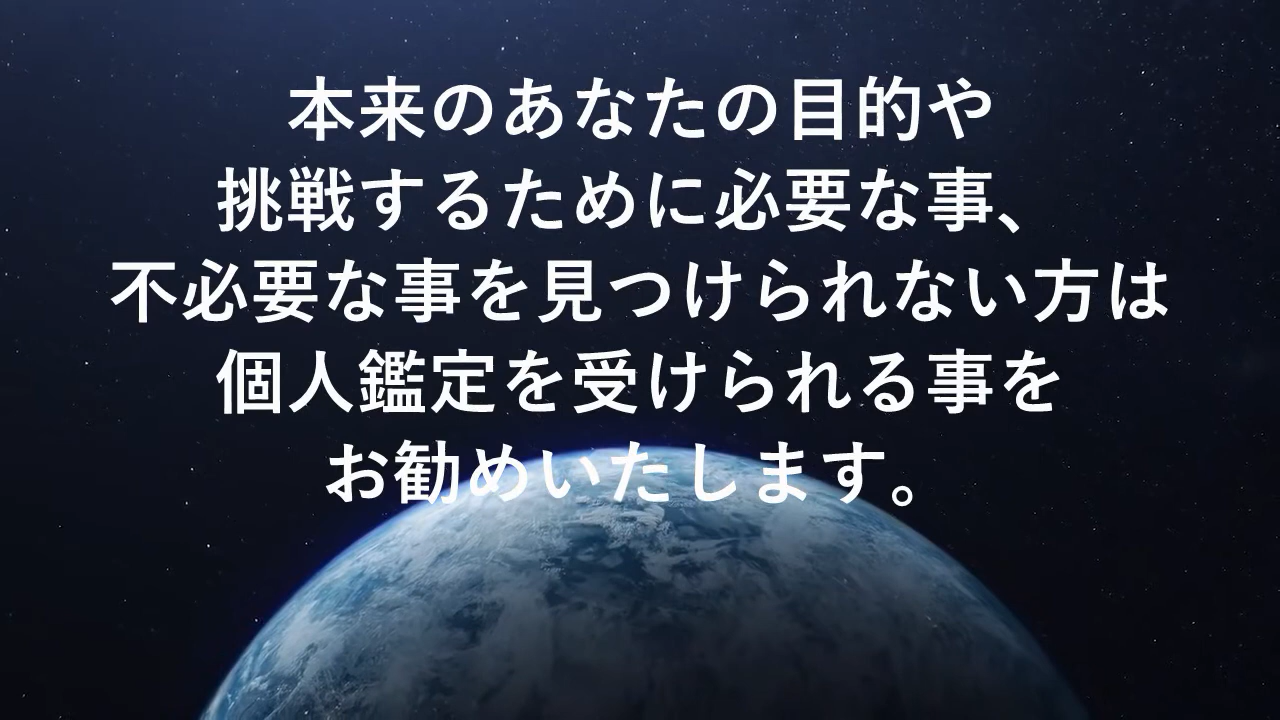 本来のあなたの目的や
挑戦するために必要な事、
不必要な事を見つけられない方は
個人鑑定を受けられる事を
お勧めいたします。